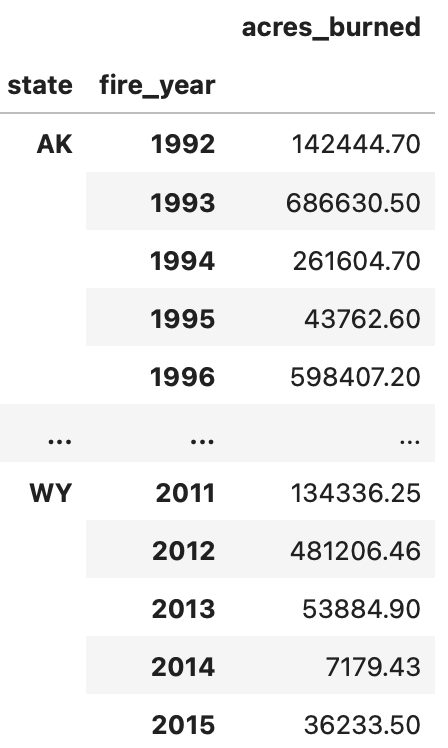 acres_burned
state fire_year
AK 1992 142444.70
1993 686630.50
1994 261604.70
1995 43762.60
1996 598407.20
... ... ...
WY 2011 134336.25
2012 481206.46
2013 53884.90
2014 7179.43
2015 36233.50